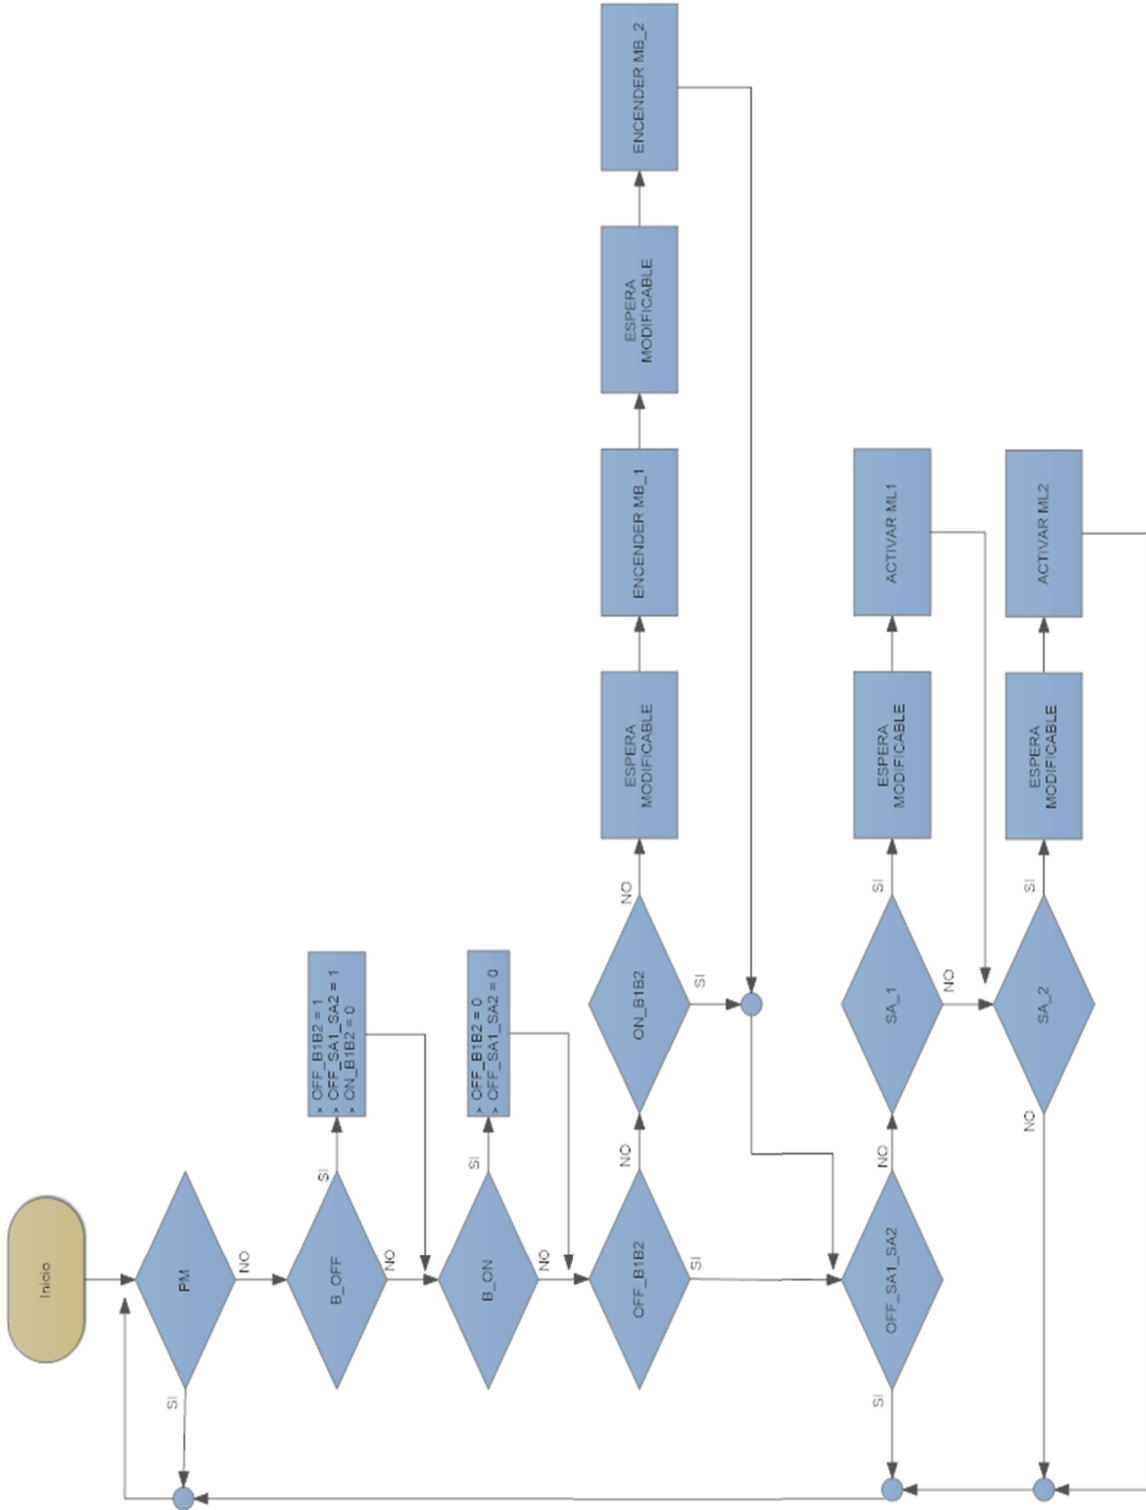 Inicio
PM
SI
NO
B_OFF
SI
NO
> OFF_B1B2 = 1
> OFF_SA1_SA2 = 1
> ON_B1B2 = 0
B_ON
SI
NO
> OFF_B1B2 = 0
> OFF_SA1_SA2 = 0
OFF_B1B2
NO
SI
ON_B1B2
NO
SI
ESPERA
MODIFICABLE
ENCENDER MB_1
ESPERA
MODIFICABLE
ENCENDER MB_2
OFF_SA1_SA2
SI
NO
SA_1
SI
NO
ESPERA
MODIFICABLE
ACTIVAR ML1
SA_2
NO
SI
ESPERA
MODIFICABLE
ACTIVAR ML2